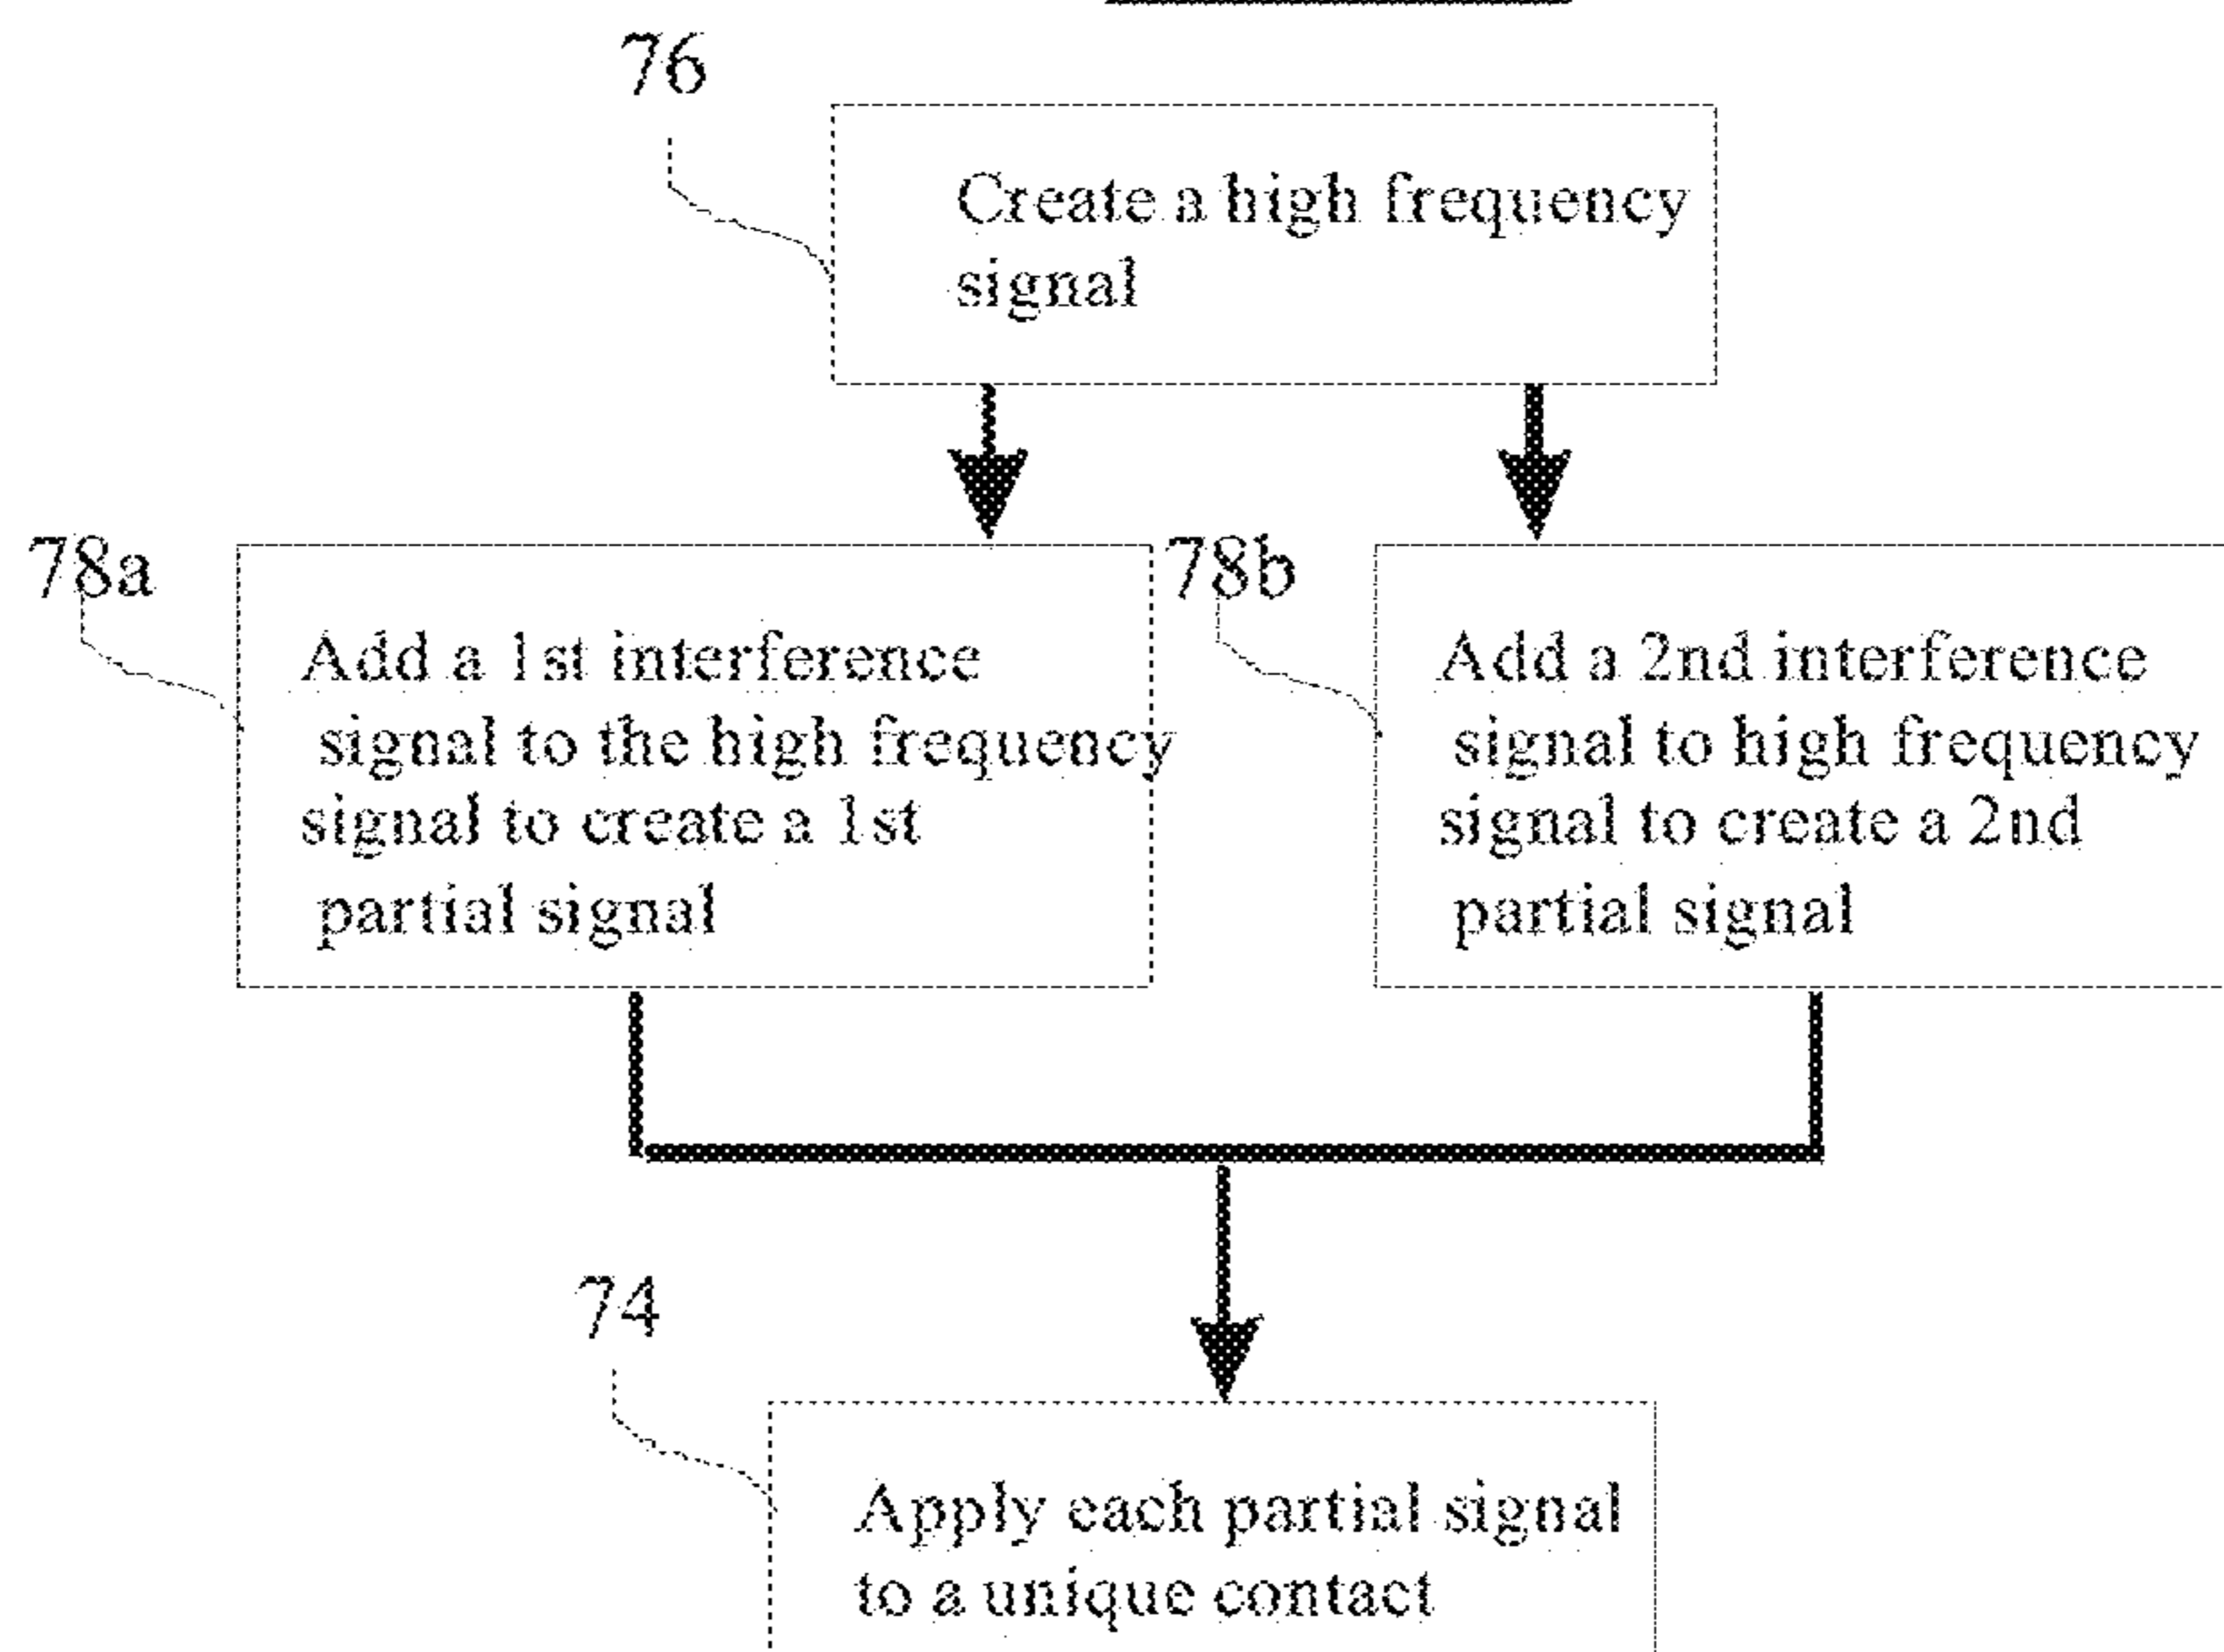 76
Create a high frequency
signal
78a
Add a 1st interference
signal to the high frequency
signal to create a 1st
partial signal
78b
Add a 2nd interference
signal to high frequency
signal to create a 2nd
partial signal
74
Apply each partial signal
to a unique contact